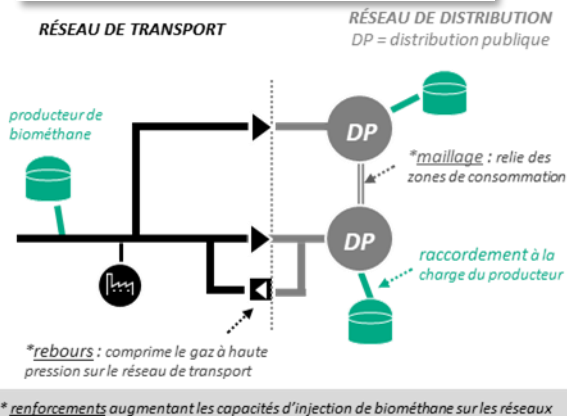 RÉSEAU DE TRANSPORT
RÉSEAU DE DISTRIBUTION
DP = distribution publique
producteur de
biométhane
DP
*maillage : relie des
zones de consommation
DP
raccordement à la
charge du producteur
*rebours : comprime le gaz à haute
pression sur le réseau de transport
* renforcements augmentant les capacités d'injection de biométhane sur les réseaux